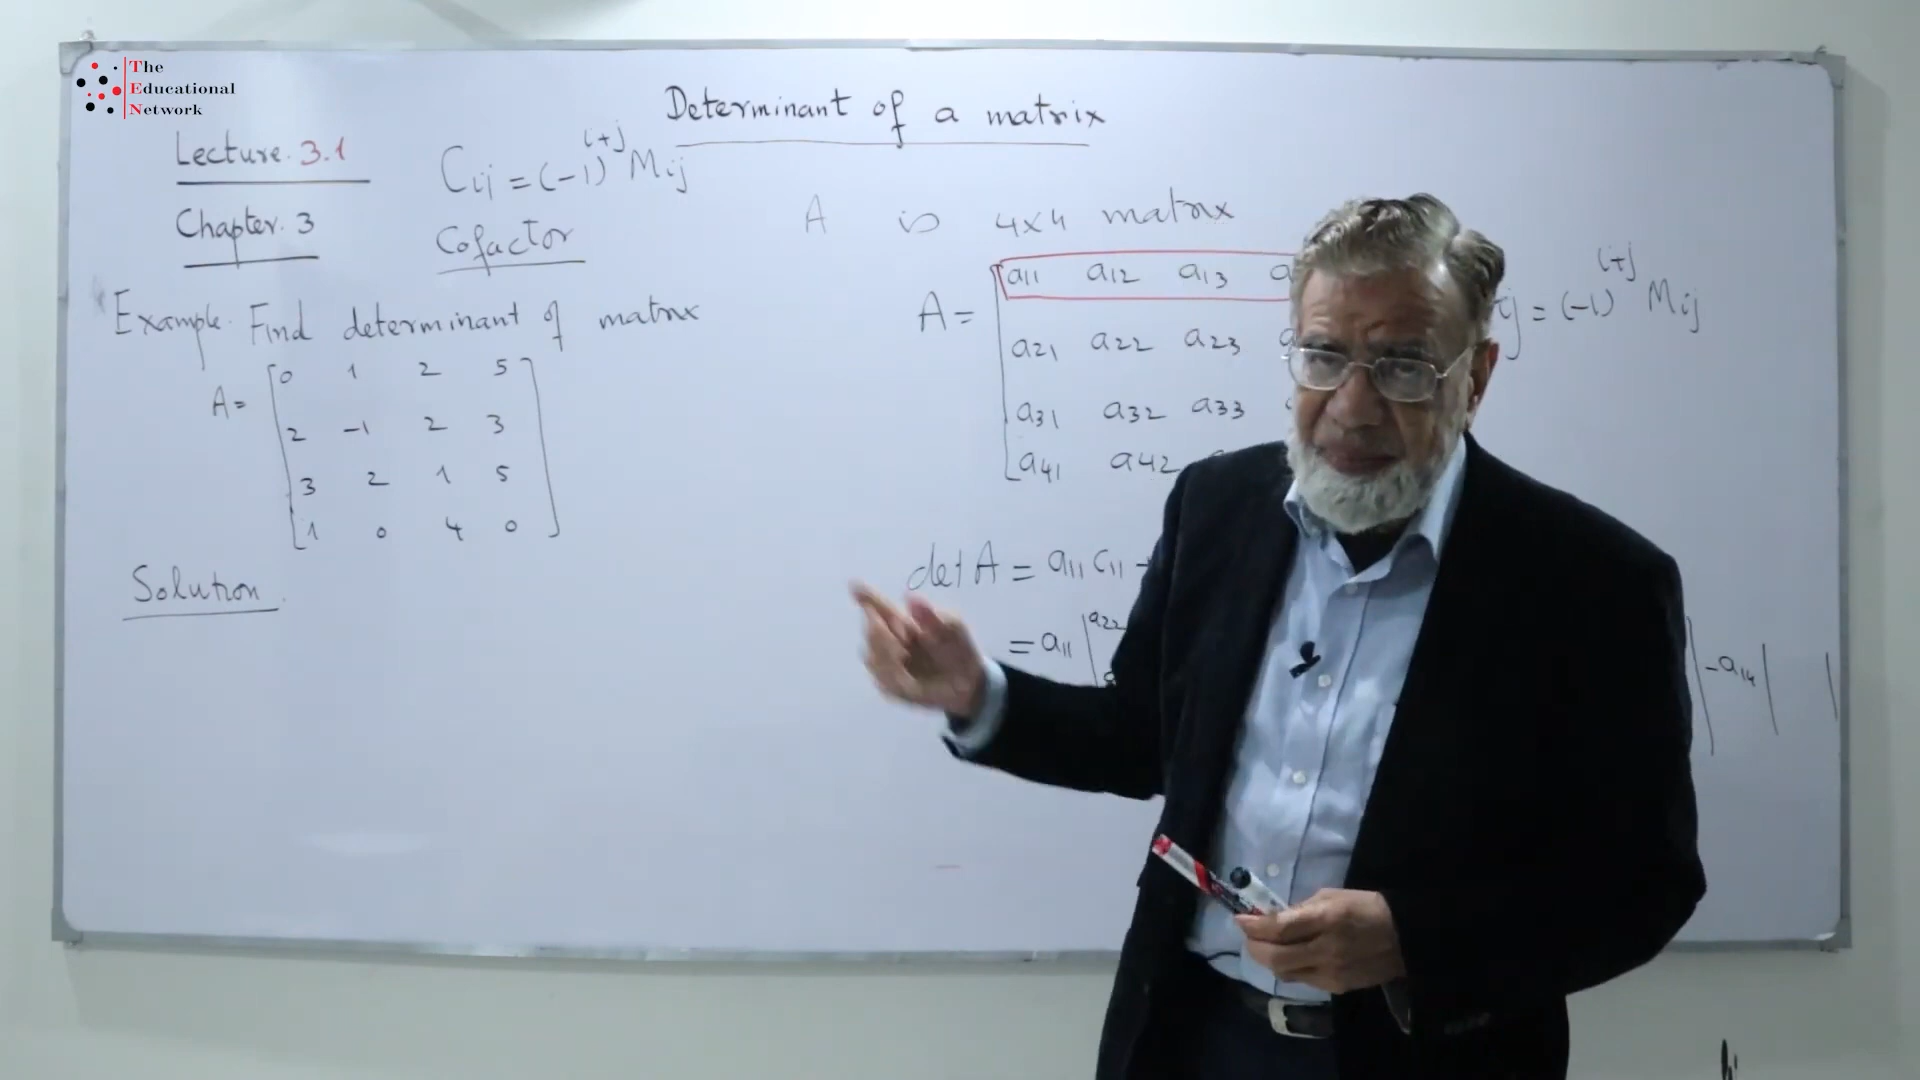 The
Educational
Network
Determinant of a matrix
Lecture. 3.1
Cij = (-1)^i+j Mij
Chapter. 3
Cofactor
A is 4x4 matrix
Example. Find determinant of matrix
A =
0 1 2 5
2 -1 2 3
3 2 1 5
1 0 4 0
Solution
A =
a11 a12 a13
a21 a22 a23
a31 a32 a33
a41 a42
j = (-1)^i+j Mij
det A = a11 C11 +
= a11 | a22
| - a14 | |